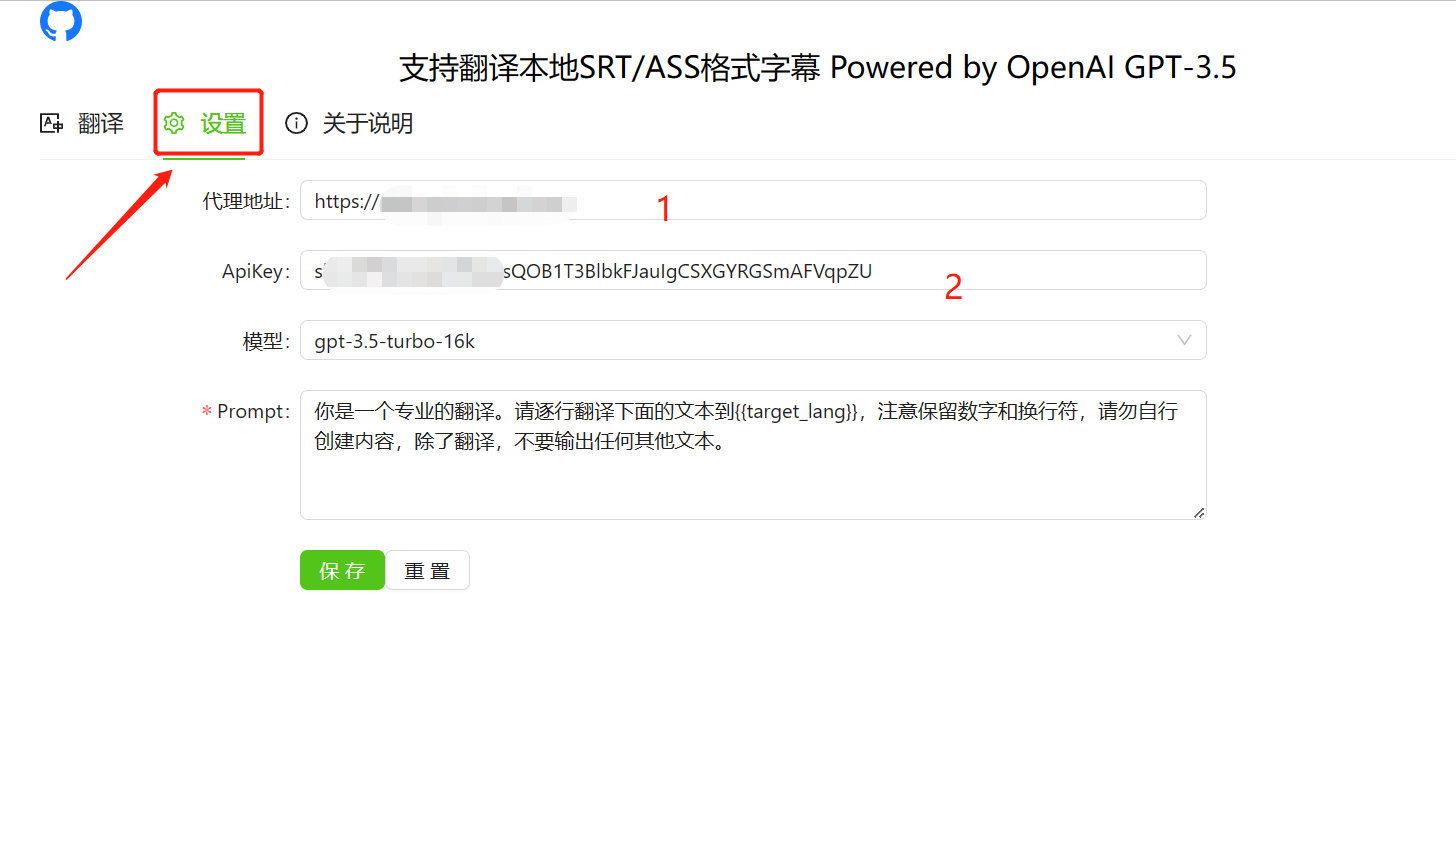 支持翻译本地SRT/ASS格式字幕 Powered by OpenAI GPT-3.5
翻译 设置 关于说明
代理地址: https:// 1
ApiKey: s sQOB1T3BlbkFJauIgCSXGYRGSmAFVqpZU 2
模型: gpt-3.5-turbo-16k
* Prompt: 你是一个专业的翻译。请逐行翻译下面的文本到{{target_lang}}，注意保留数字和换行符，请勿自行
创建内容，除了翻译，不要输出任何其他文本。
保存 重置